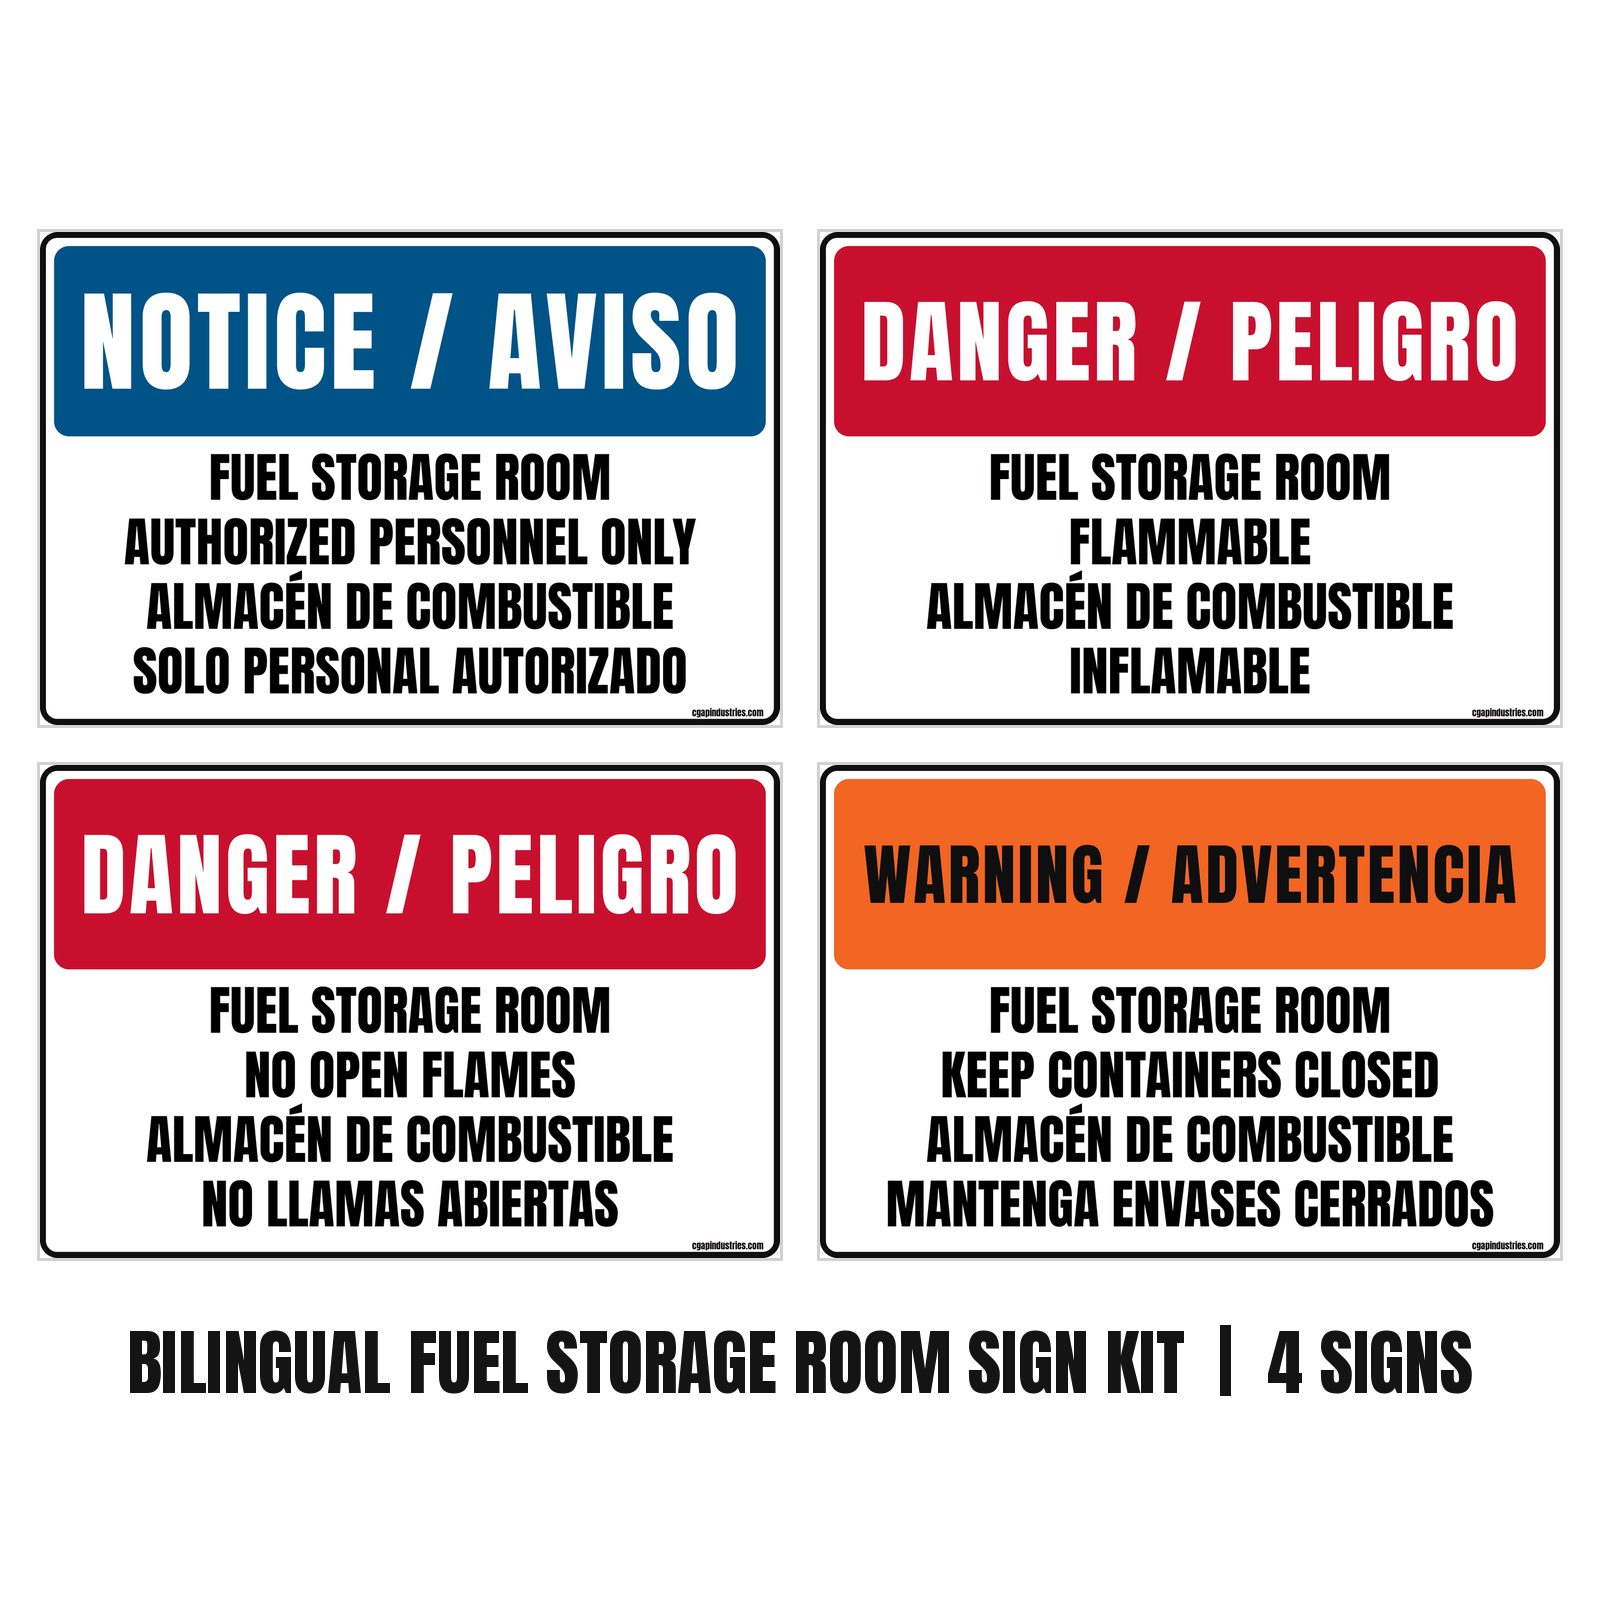 NOTICE / AVISO
FUEL STORAGE ROOM
AUTHORIZED PERSONNEL ONLY
ALMACÉN DE COMBUSTIBLE
SOLO PERSONAL AUTORIZADO
cgapindustries.com
DANGER / PELIGRO
FUEL STORAGE ROOM
FLAMMABLE
ALMACÉN DE COMBUSTIBLE
INFLAMABLE
cgapindustries.com
DANGER / PELIGRO
FUEL STORAGE ROOM
NO OPEN FLAMES
ALMACÉN DE COMBUSTIBLE
NO LLAMAS ABIERTAS
cgapindustries.com
WARNING / ADVERTENCIA
FUEL STORAGE ROOM
KEEP CONTAINERS CLOSED
ALMACÉN DE COMBUSTIBLE
MANTENGA ENVASES CERRADOS
cgapindustries.com
BILINGUAL FUEL STORAGE ROOM SIGN KIT | 4 SIGNS